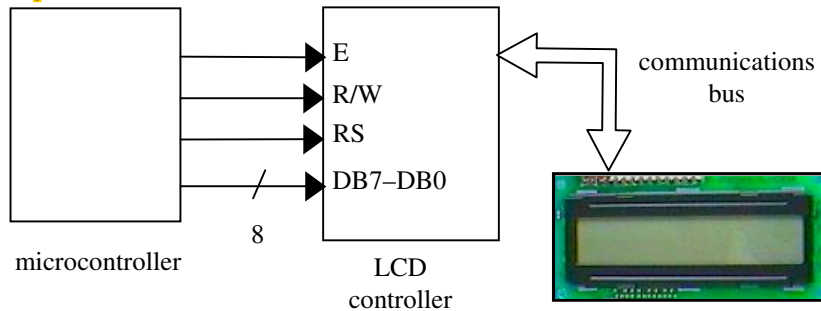 E
R/W
RS
DB7–DB0
8
microcontroller
LCD
controller
communications
bus